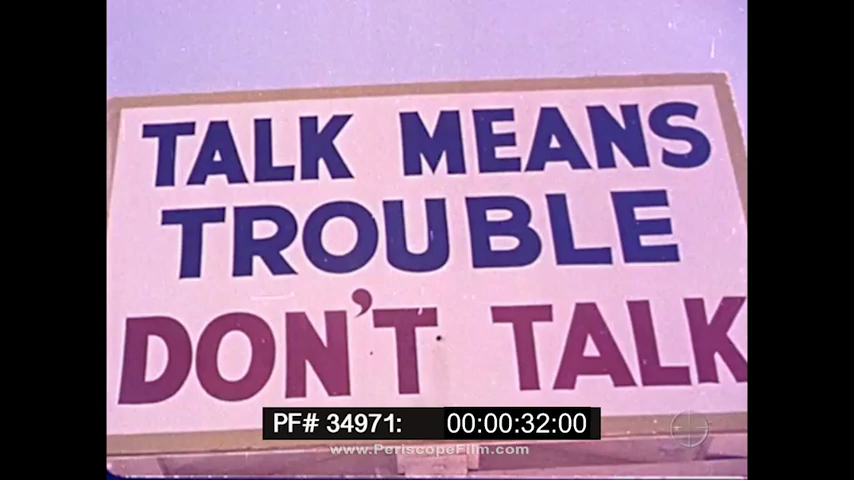 TALK MEANS
TROUBLE
DON'T TALK
PF# 34971: 00:00:32:00
www.PeriscopeFilm.com